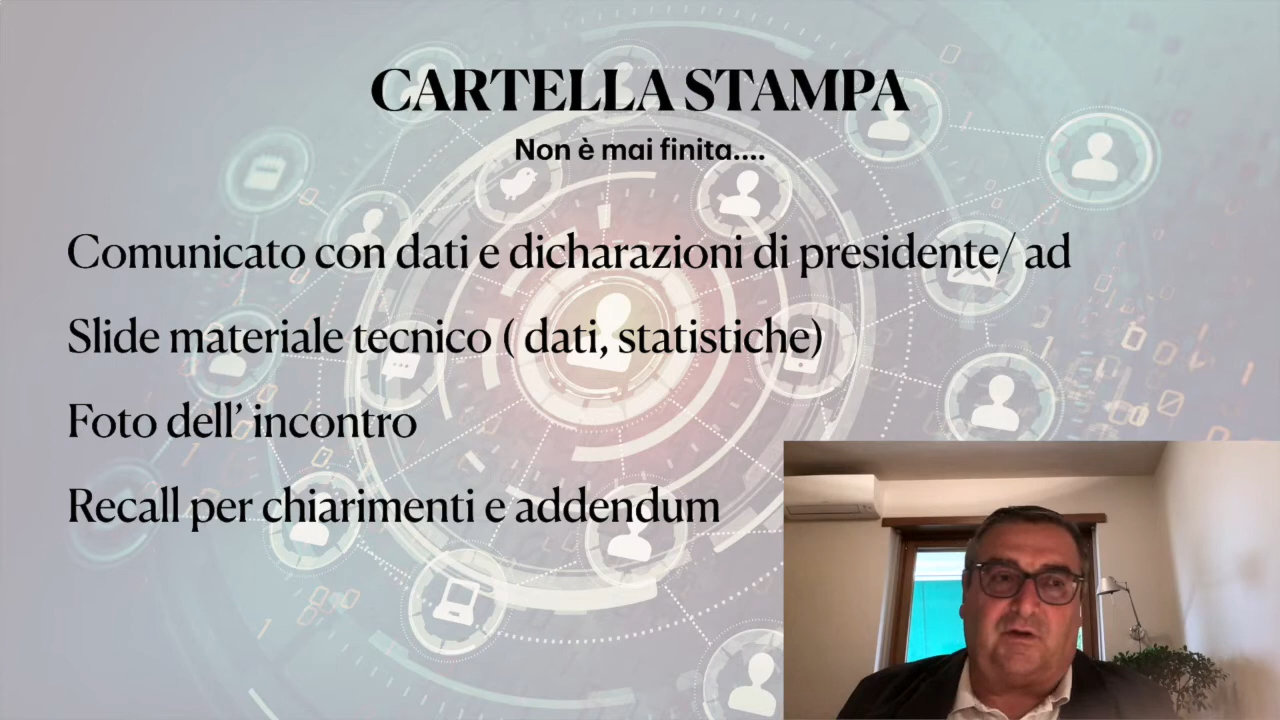 CARTELLA STAMPA
Non è mai finita....
Comunicato con dati e dicharazioni di presidente/ ad
Slide materiale tecnico ( dati, statistiche)
Foto dell’ incontro
Recall per chiarimenti e addendum